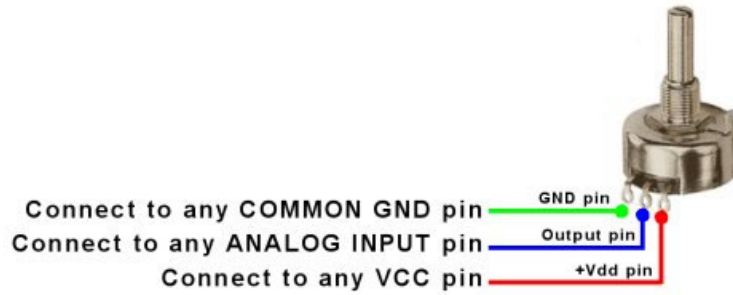 Connect to any COMMON GND pin GND pin
Connect to any ANALOG INPUT pin Output pin
Connect to any VCC pin +Vdd pin